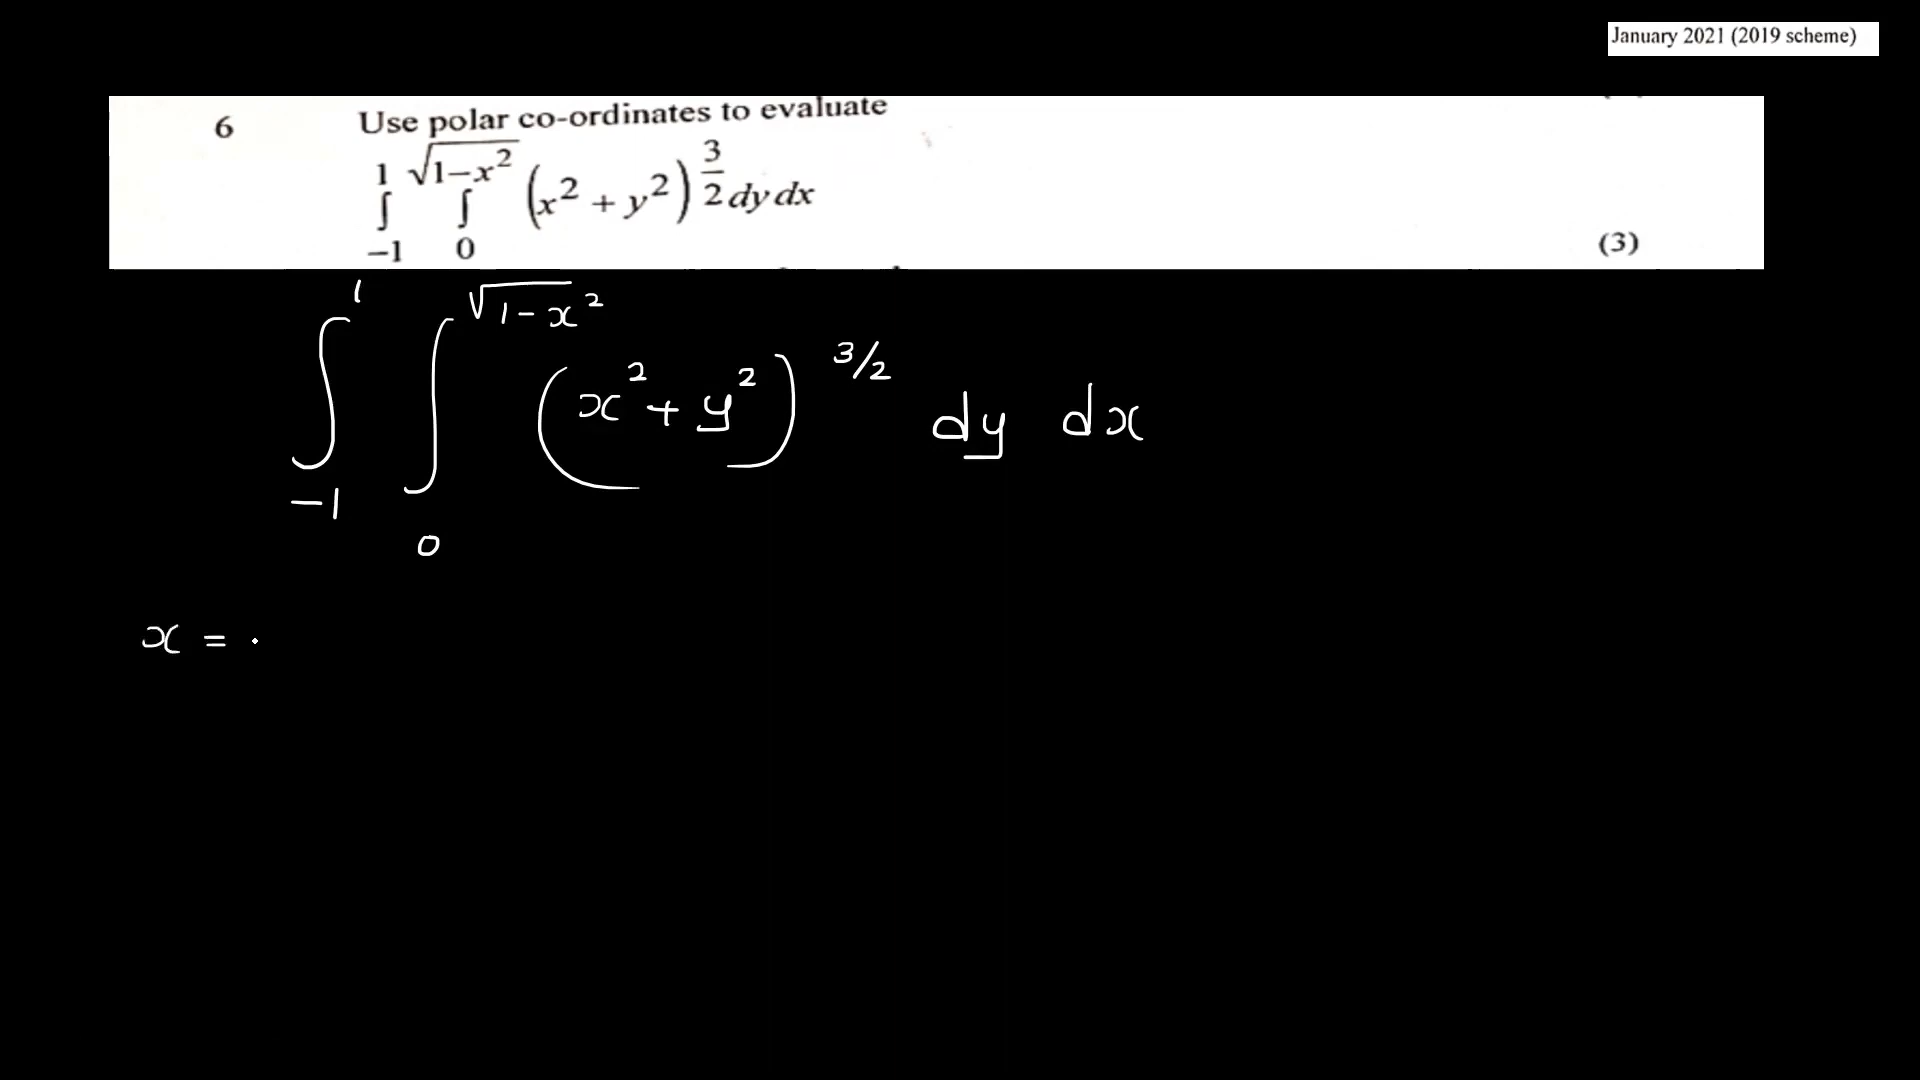 January 2021 (2019 scheme)
6 Use polar co-ordinates to evaluate
∫_{-1}^{1} ∫_{0}^{√(1-x²)} (x² + y²)^{3/2} dy dx
(3)
∫_{-1}^{1} ∫_{0}^{√(1-x²)} (x² + y²)^{3/2} dy dx
x = .